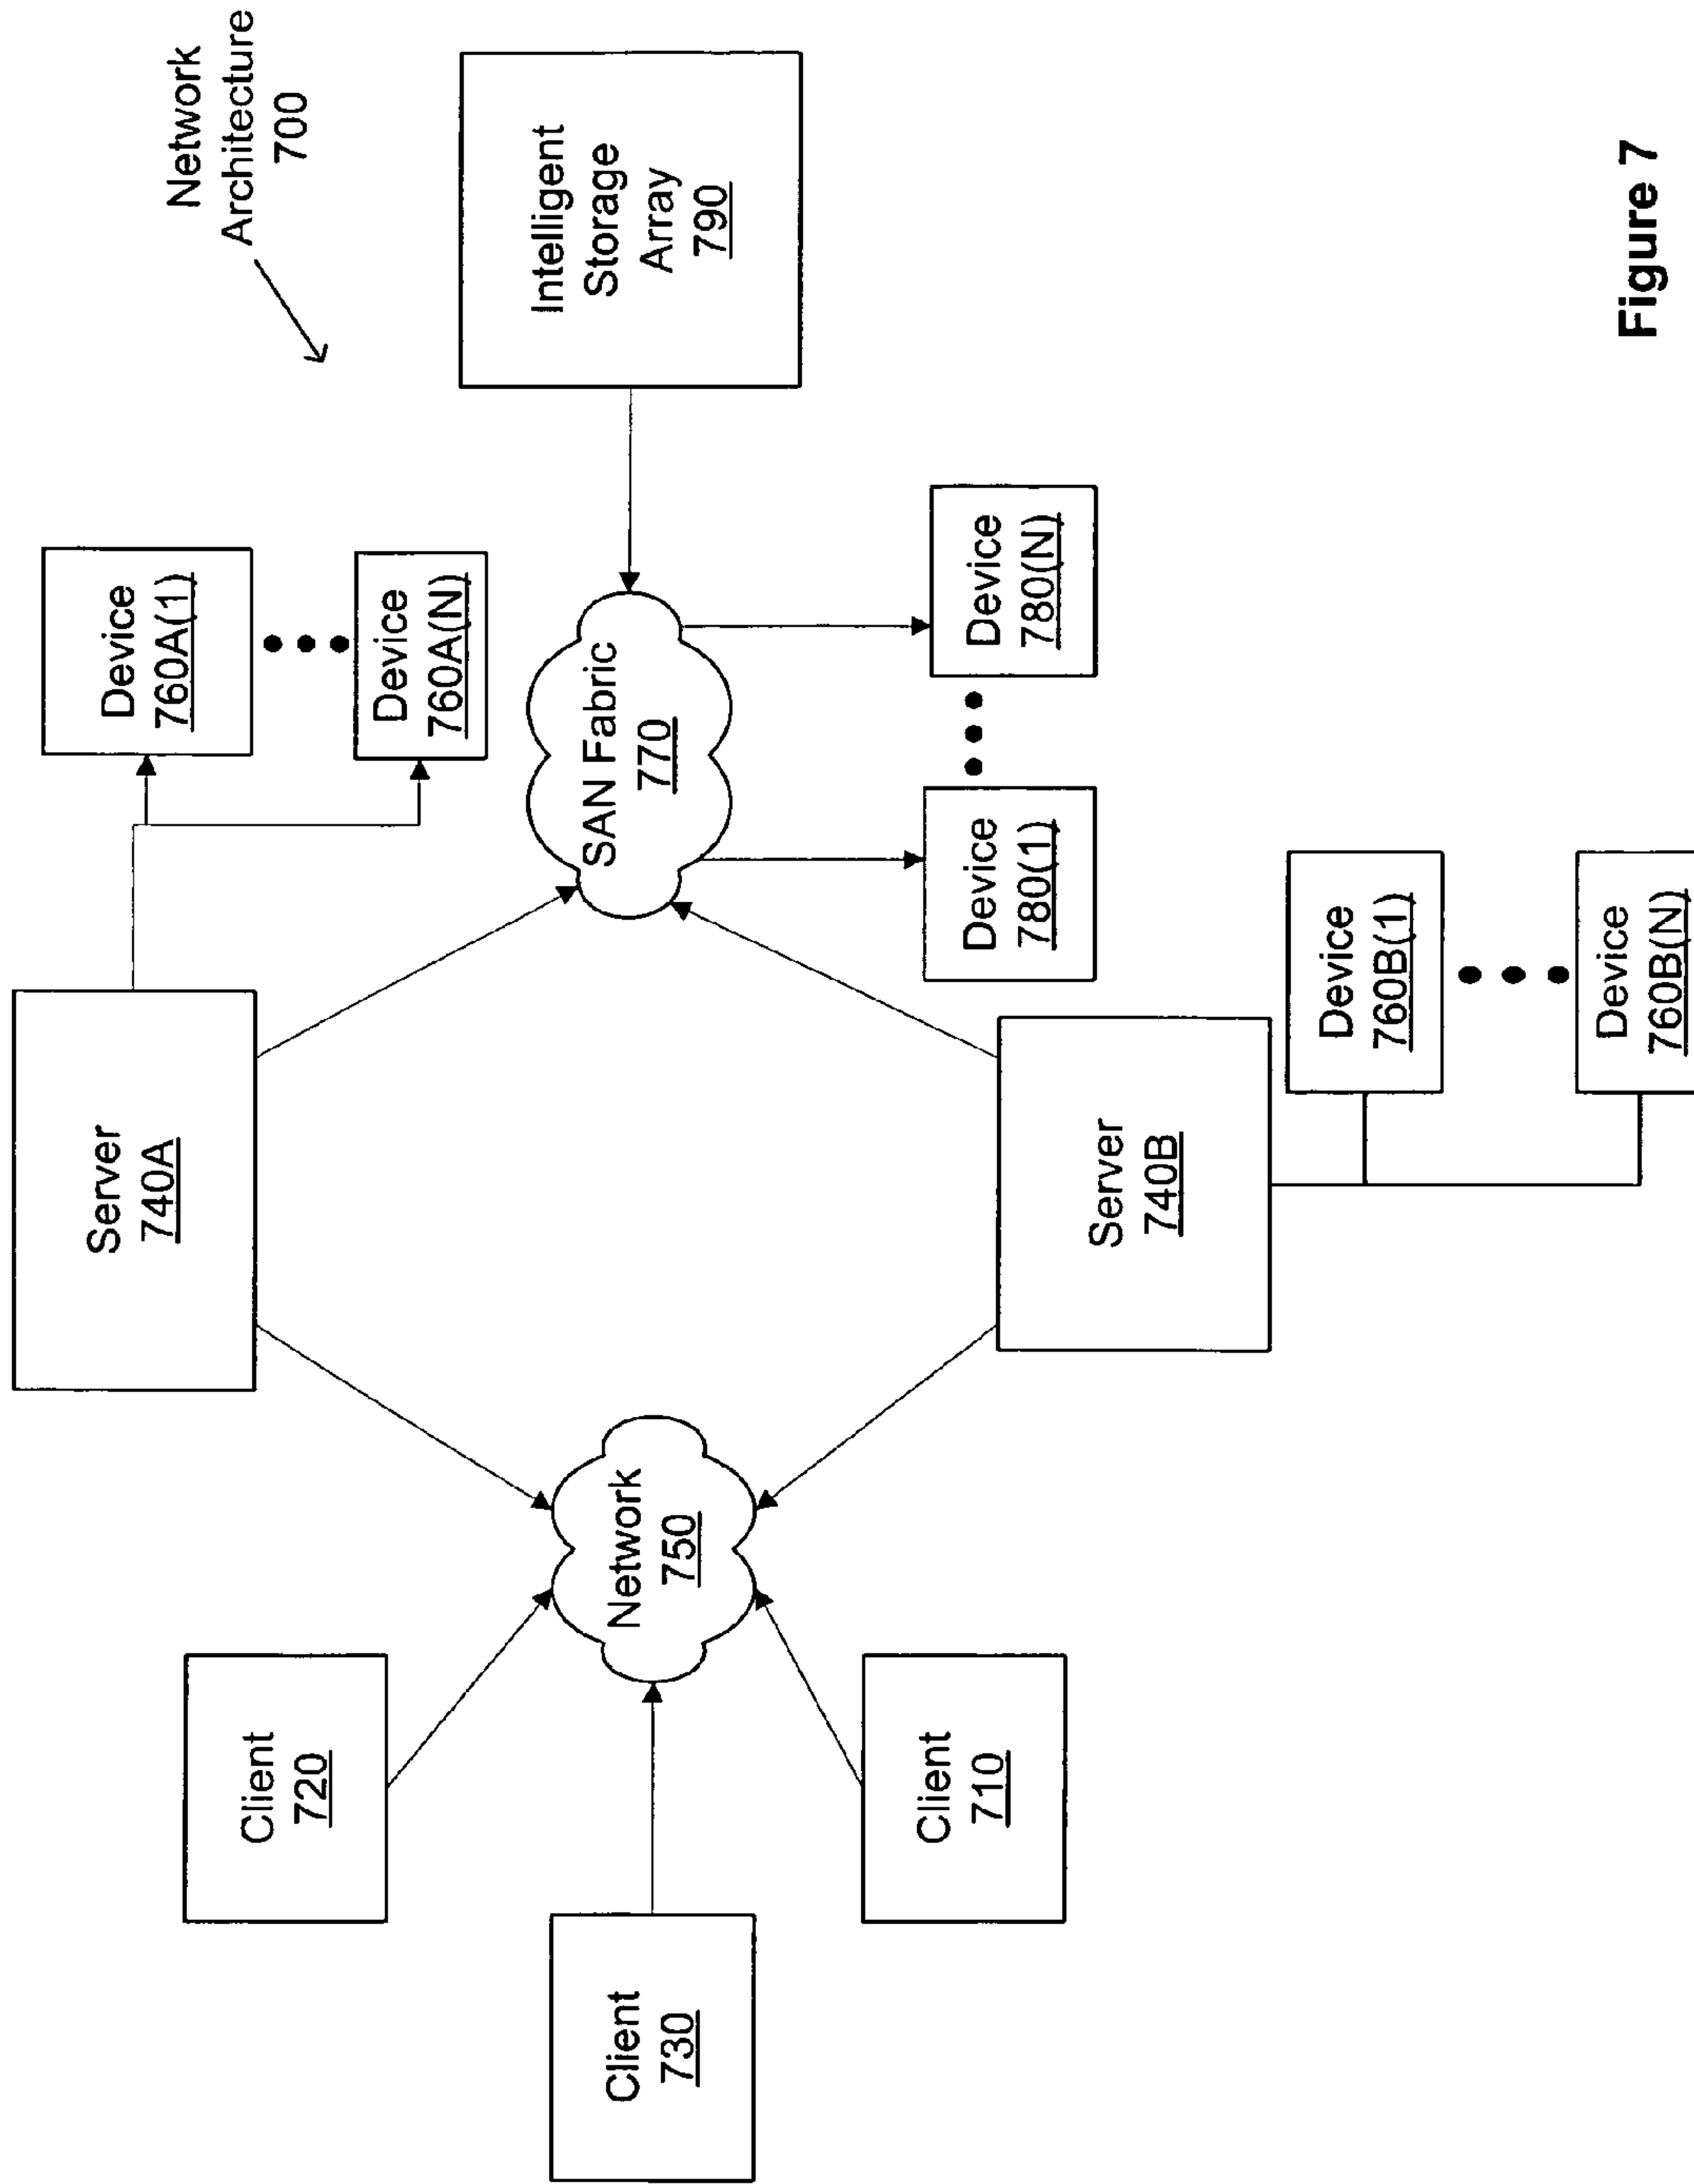 Network
Architecture
700
Device
760A(1)
Device
760A(N)
Intelligent
Storage
Array
790
Server
740A
SAN Fabric
770
Client
720
Client
730
Network
750
Client
710
Server
740B
Device
780(1)
Device
780(N)
Device
760B(1)
Device
760B(N)
Figure 7